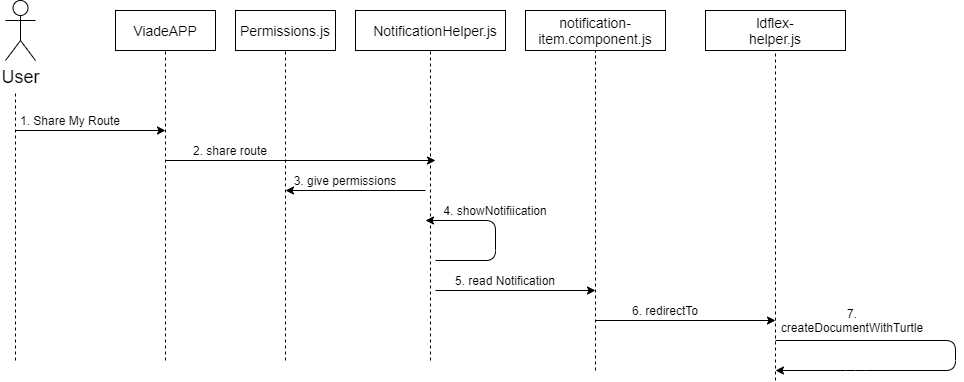 User
ViadeAPP
Permissions.js
NotificationHelper.js
notification-
item.component.js
ldflex-
helper.js
1. Share My Route
2. share route
3. give permissions
4. showNotifiication
5. read Notification
6. redirectTo
7.
createDocumentWithTurtle